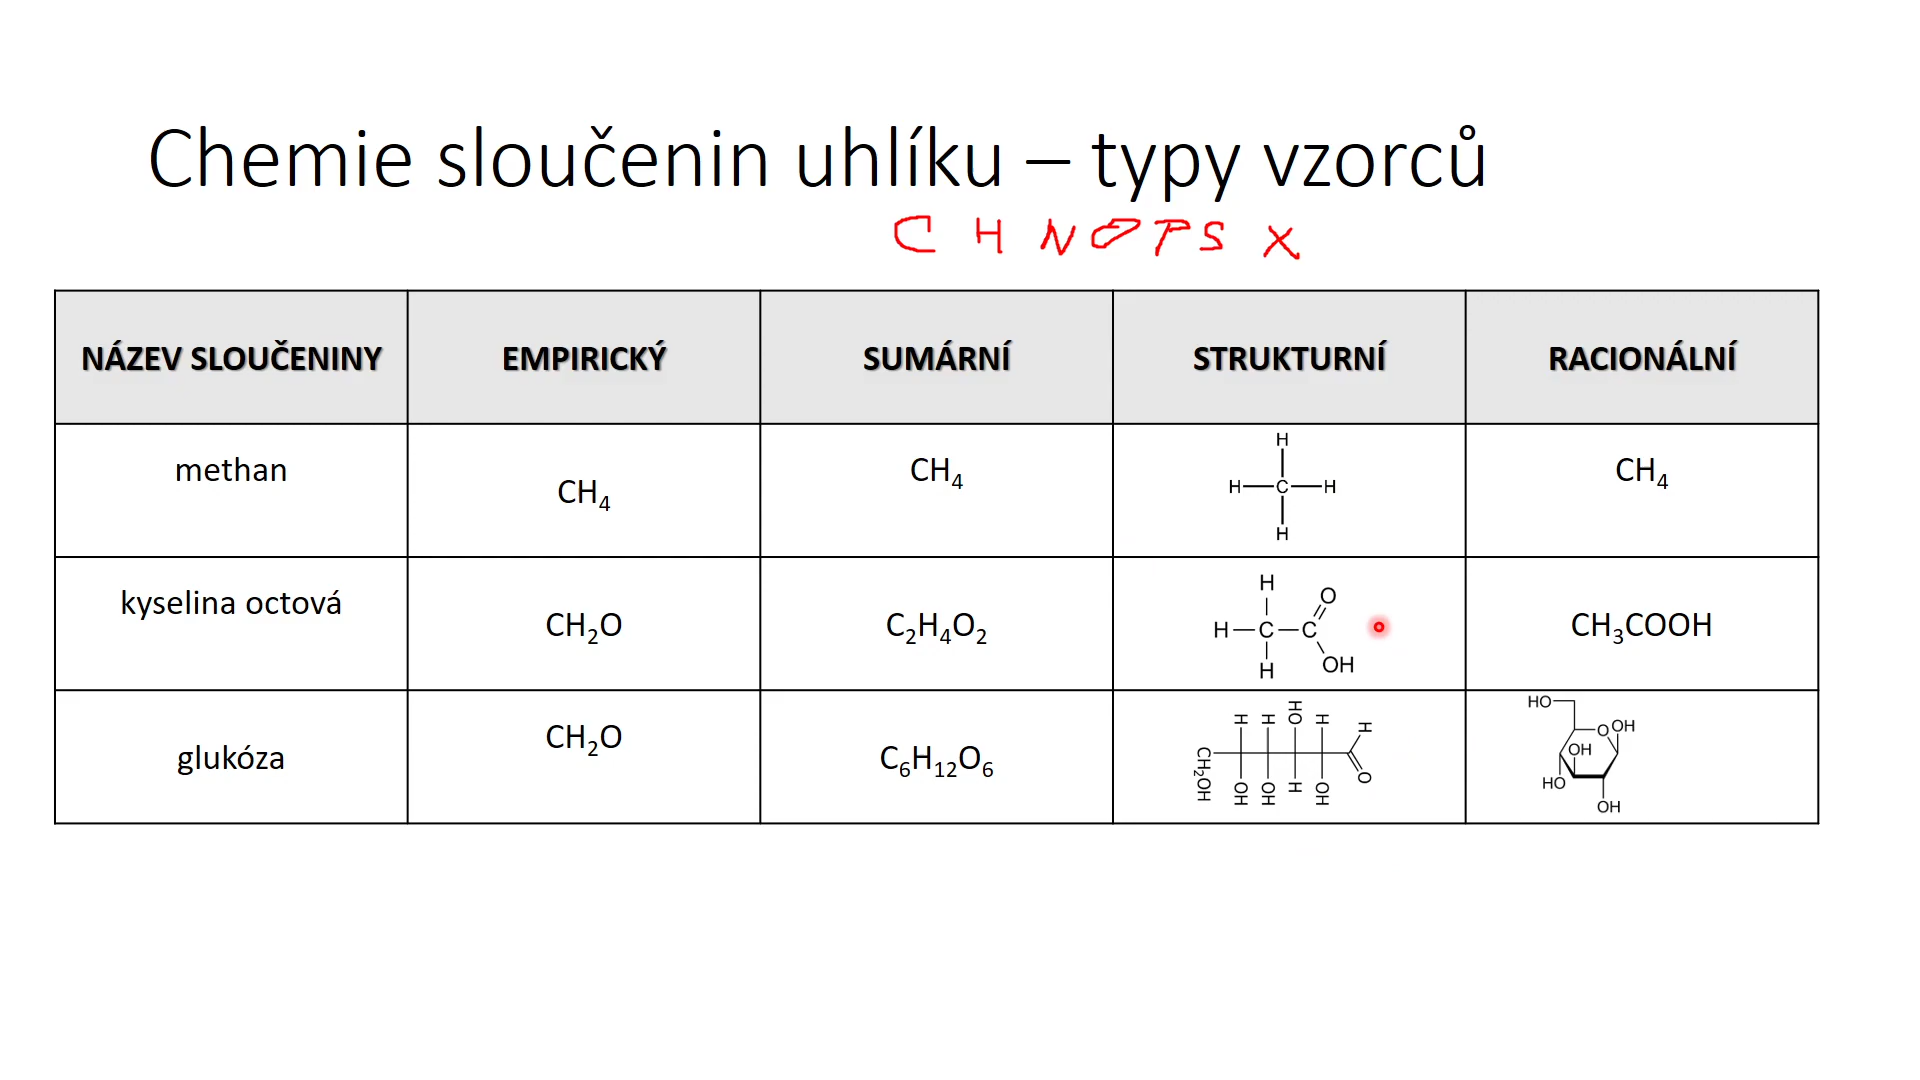 Chemie sloučenin uhlíku – typy vzorců
C H N O P S X
NÁZEV SLOUČENINY EMPIRICKÝ SUMÁRNÍ STRUKTURNÍ RACIONÁLNÍ
methan CH₄ CH₄ H H C H H CH₄
kyselina octová CH₂O C₂H₄O₂ H O H C C H OH CH₃COOH
glukóza CH₂O C₆H₁₂O₆ CH₂OH H OH H OH HO H H OH H O HO O OH OH HO OH